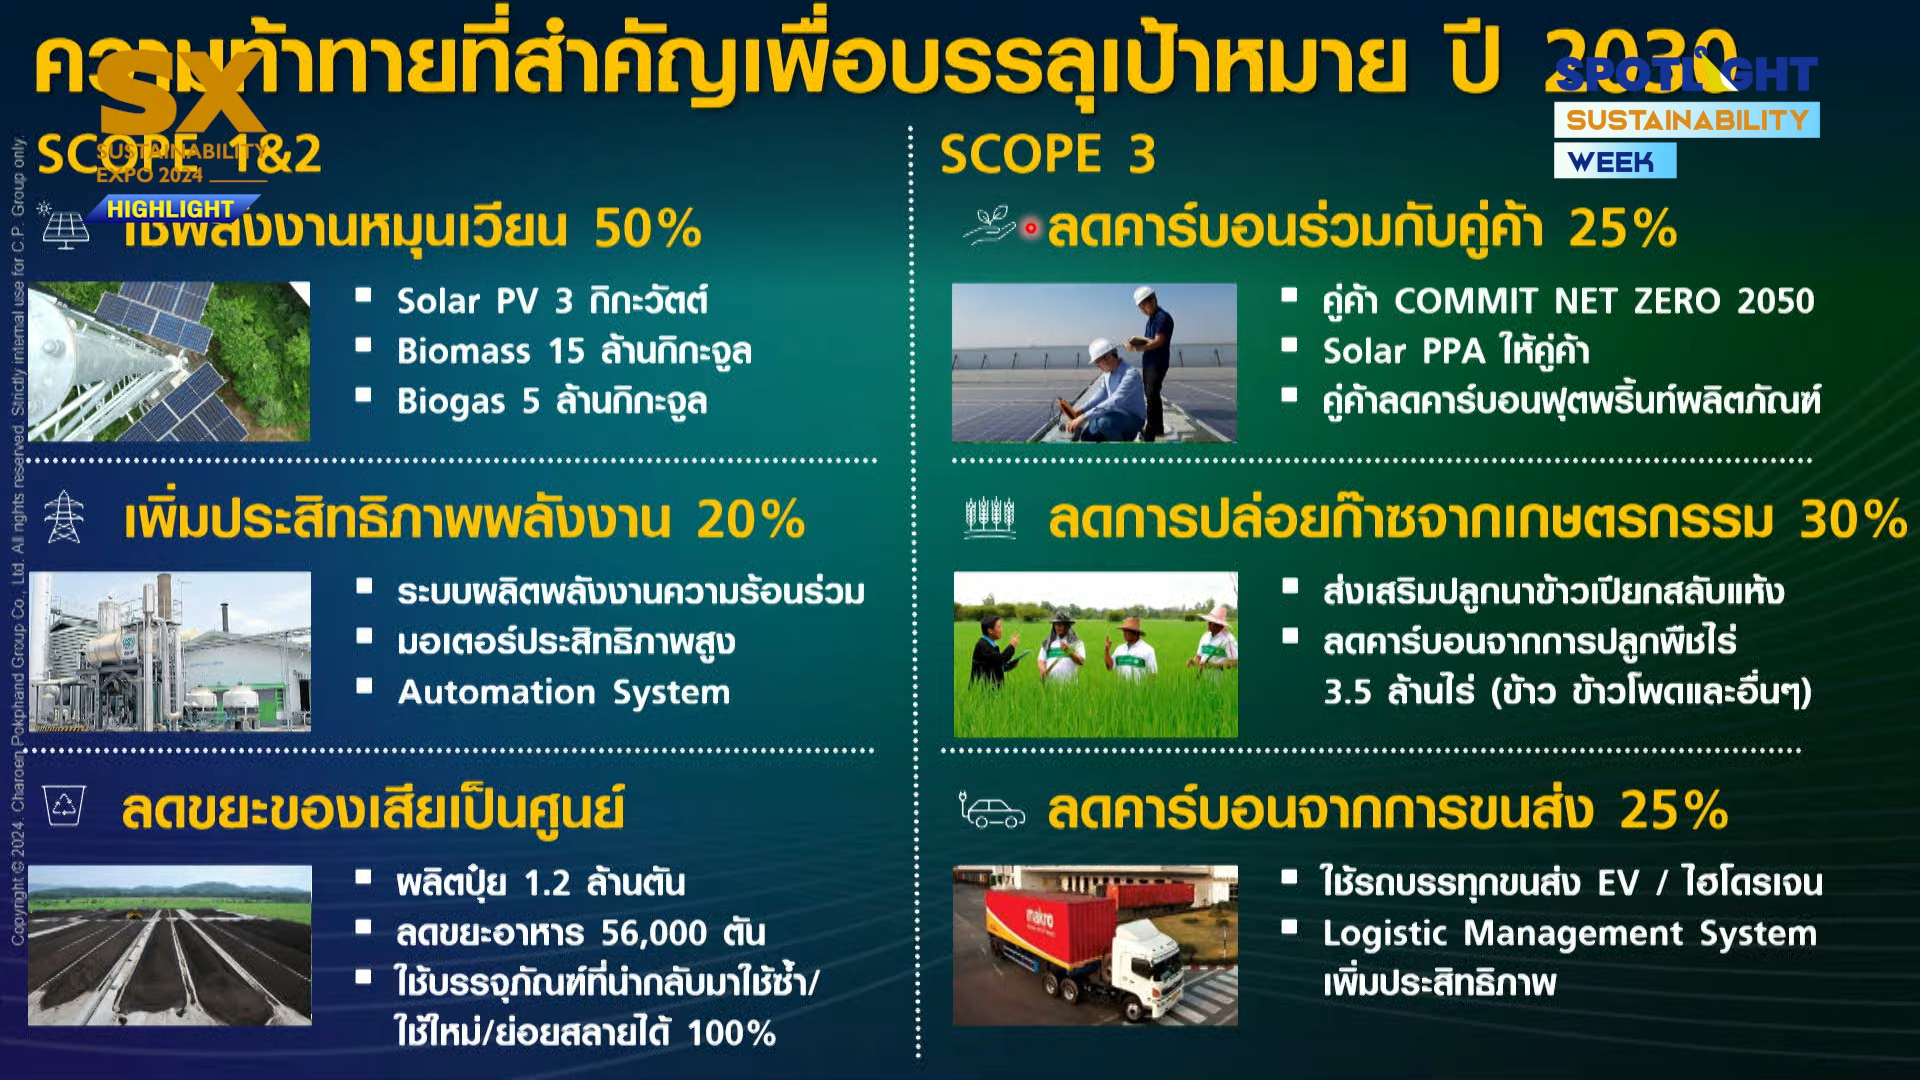 ความท้าทายที่สำคัญเพื่อบรรลุเป้าหมาย ปี 2030
SX
SUSTAINABILITY
EXPO 2024
HIGHLIGHT
SPOTLIGHT
SUSTAINABILITY
WEEK
SCOPE 1&2
ใช้พลังงานหมุนเวียน 50%
Solar PV 3 กิกะวัตต์
Biomass 15 ล้านกิกะจูล
Biogas 5 ล้านกิกะจูล
เพิ่มประสิทธิภาพพลังงาน 20%
ระบบผลิตพลังงานความร้อนร่วม
มอเตอร์ประสิทธิภาพสูง
Automation System
ลดขยะของเสียเป็นศูนย์
ผลิตปุ๋ย 1.2 ล้านตัน
ลดขยะอาหาร 56,000 ตัน
ใช้บรรจุภัณฑ์ที่นำกลับมาใช้ซ้ำ/
ใช้ใหม่/ย่อยสลายได้ 100%
SCOPE 3
ลดคาร์บอนร่วมกับคู่ค้า 25%
คู่ค้า COMMIT NET ZERO 2050
Solar PPA ให้คู่ค้า
คู่ค้าลดคาร์บอนฟุตพริ้นท์ผลิตภัณฑ์
ลดการปล่อยก๊าซจากเกษตรกรรม 30%
ส่งเสริมปลูกนาข้าวเปียกสลับแห้ง
ลดคาร์บอนจากการปลูกพืชไร่
3.5 ล้านไร่ (ข้าว ข้าวโพดและอื่นๆ)
ลดคาร์บอนจากการขนส่ง 25%
makro
ใช้รถบรรทุกขนส่ง EV / ไฮโดรเจน
Logistic Management System
เพิ่มประสิทธิภาพ
Copyright © 2024. Charoen Pokphand Group Co., Ltd. All rights reserved. Strictly internal use for C.P. Group only.